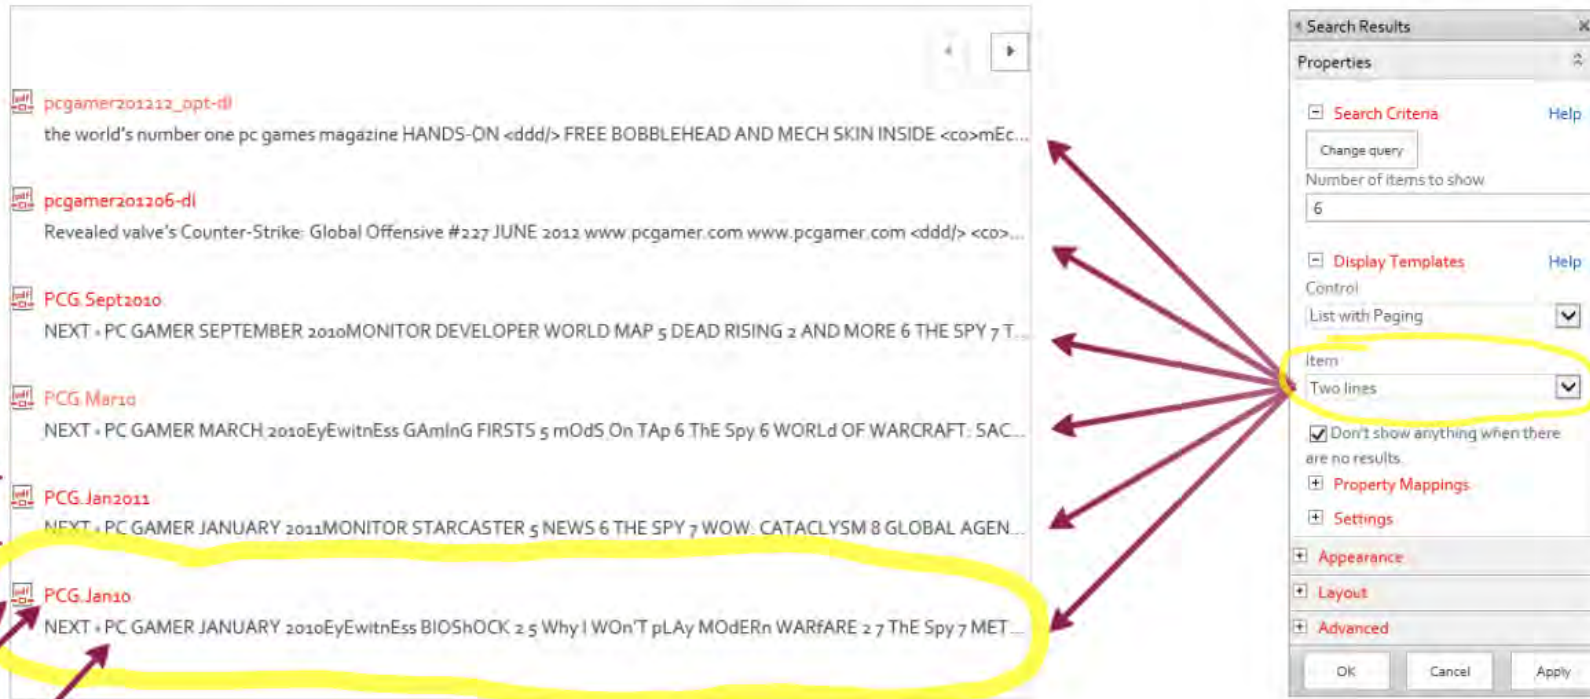 pcgamer201212_opt-dl
the world's number one pc games magazine HANDS-ON <ddd/> FREE BOBBLEHEAD AND MECH SKIN INSIDE <co>mEc...
pcgamer201206-dl
Revealed valve's Counter-Strike: Global Offensive #227 JUNE 2012 www.pcgamer.com www.pcgamer.com <ddd/> <co>...
PCG.Sept2010
NEXT • PC GAMER SEPTEMBER 2010MONITOR DEVELOPER WORLD MAP 5 DEAD RISING 2 AND MORE 6 THE SPY 7 T...
PCG.Mar10
NEXT • PC GAMER MARCH 2010EyEwitnEss GAmInG FIRSTS 5 mOdS On TAp 6 ThE Spy 6 WORLd OF WARCRAFT: SAC...
PCG.Jan2011
NEXT • PC GAMER JANUARY 2011MONITOR STARCASTER 5 NEWS 6 THE SPY 7 WOW: CATACLYSM 8 GLOBAL AGEN...
PCG.Jan10
NEXT • PC GAMER JANUARY 2010EyEwitnEss BIOShOCK 2 5 Why I WOn'T pLAy MOdERn WARfARE 2 7 ThE Spy 7 MET...
Search Results
Properties
Search Criteria Help
Change query
Number of items to show
6
Display Templates Help
Control
List with Paging
Item
Two lines
Don't show anything when there
are no results.
Property Mappings
Settings
Appearance
Layout
Advanced
OK Cancel Apply